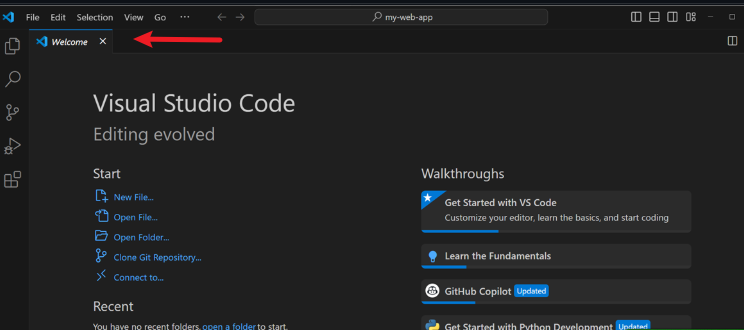 File Edit Selection View Go ··· my-web-app
Welcome
Visual Studio Code
Editing evolved
Start
New File...
Open File...
Open Folder...
Clone Git Repository...
Connect to...
Recent
You have no recent folders, open a folder to start.
Walkthroughs
Get Started with VS Code
Customize your editor, learn the basics, and start coding
Learn the Fundamentals
GitHub Copilot Updated
Get Started with Python Development Updated